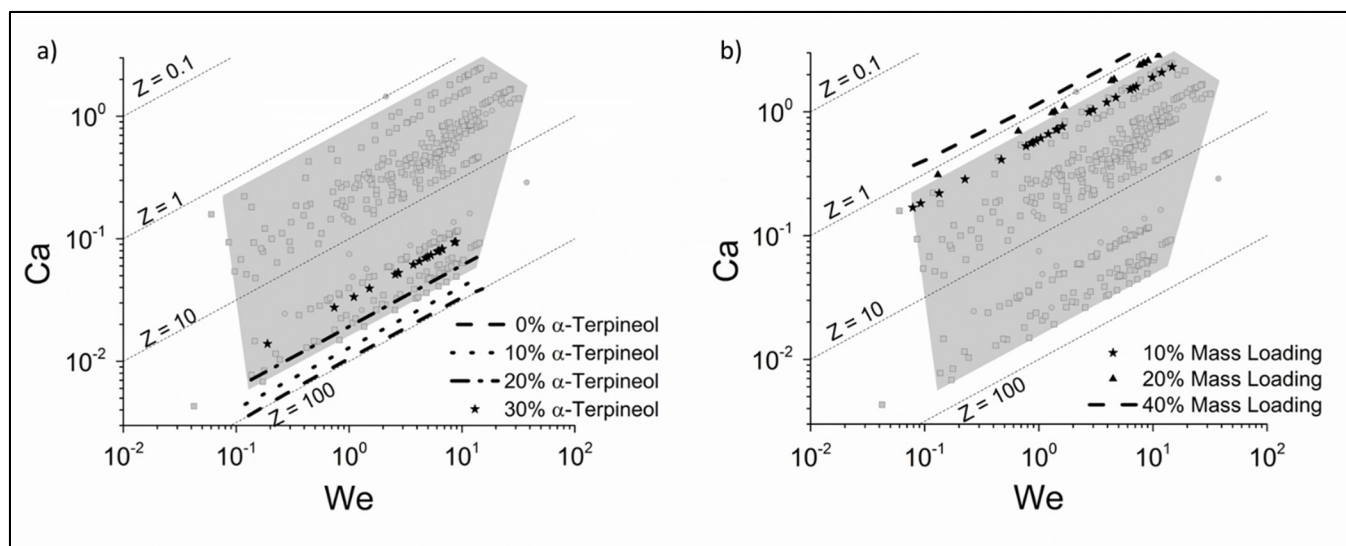 a)
Ca
10⁰
10⁻¹
10⁻²
Z = 0.1
Z = 1
Z = 10
Z = 100
0% α-Terpineol
10% α-Terpineol
20% α-Terpineol
30% α-Terpineol
10⁻² 10⁻¹ 10⁰ 10¹ 10²
We
b)
Ca
10⁰
10⁻¹
10⁻²
Z = 0.1
Z = 1
Z = 10
Z = 100
10% Mass Loading
20% Mass Loading
40% Mass Loading
10⁻² 10⁻¹ 10⁰ 10¹ 10²
We